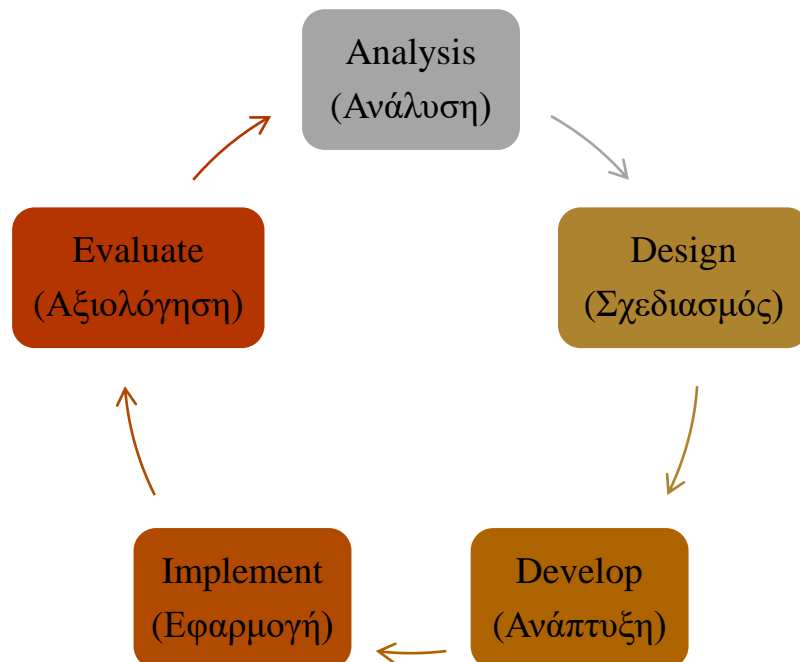 Analysis
(Ανάλυση)
Design
(Σχεδιασμός)
Develop
(Ανάπτυξη)
Implement
(Εφαρμογή)
Evaluate
(Αξιολόγηση)